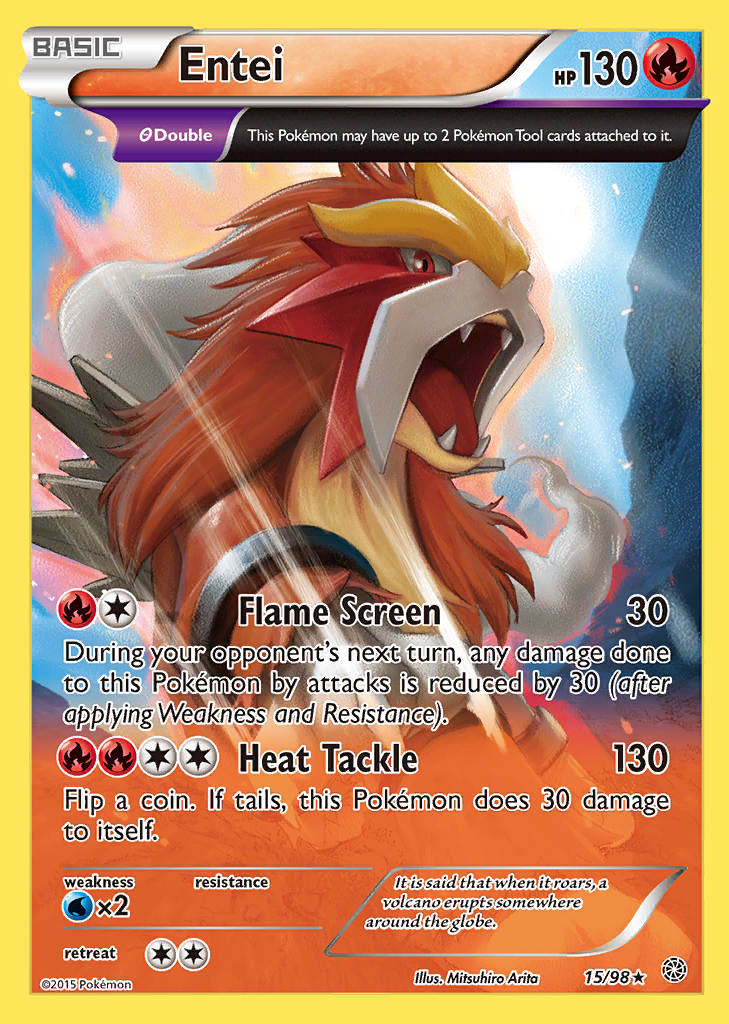 BASIC
Entei
HP 130
Double
This Pokémon may have up to 2 Pokémon Tool cards attached to it.
Flame Screen 30
During your opponent's next turn, any damage done
to this Pokémon by attacks is reduced by 30 (after
applying Weakness and Resistance).
Heat Tackle 130
Flip a coin. If tails, this Pokémon does 30 damage
to itself.
weakness resistance
×2
retreat
It is said that when it roars, a
volcano erupts somewhere
around the globe.
©2015 Pokémon
Illus. Mitsuhiro Arita
15/98★